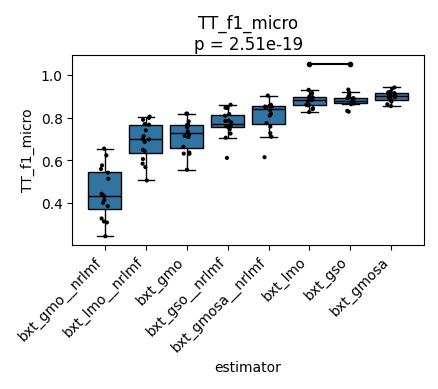 TT_f1_micro
p = 2.51e-19
TT_f1_micro
1.0
0.8
0.6
0.4
bxt_gmo__nrlmf
bxt_lmo__nrlmf
bxt_gmo
bxt_gso__nrlmf
bxt_gmosa__nrlmf
bxt_lmo
bxt_gso
bxt_gmosa
estimator